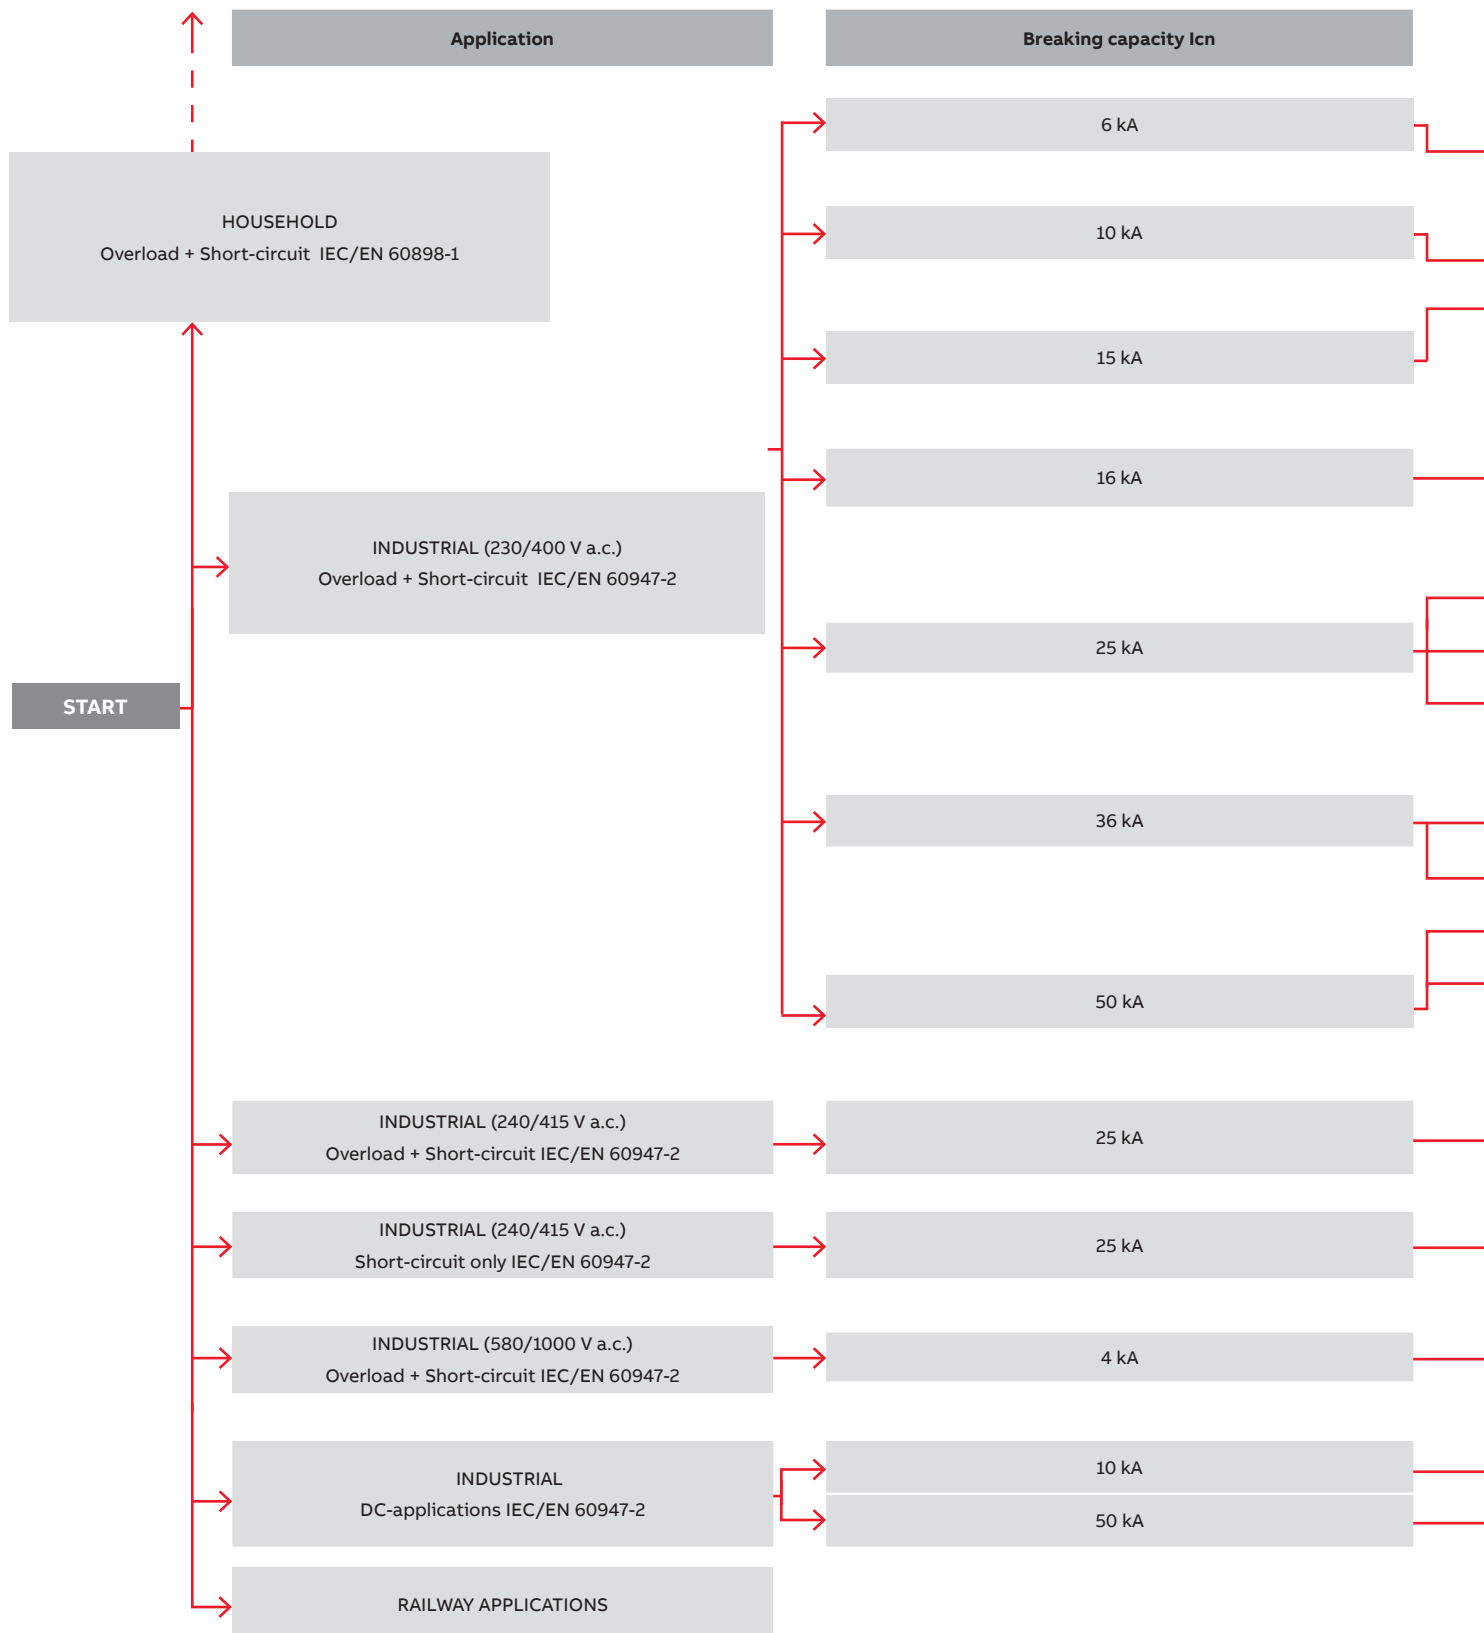 Application
Breaking capacity Icn
6 kA
HOUSEHOLD
Overload + Short-circuit IEC/EN 60898-1
10 kA
15 kA
16 kA
INDUSTRIAL (230/400 V a.c.)
Overload + Short-circuit IEC/EN 60947-2
25 kA
START
36 kA
50 kA
INDUSTRIAL (240/415 V a.c.)
Overload + Short-circuit IEC/EN 60947-2
25 kA
INDUSTRIAL (240/415 V a.c.)
Short-circuit only IEC/EN 60947-2
25 kA
INDUSTRIAL (580/1000 V a.c.)
Overload + Short-circuit IEC/EN 60947-2
4 kA
INDUSTRIAL
DC-applications IEC/EN 60947-2
10 kA
50 kA
RAILWAY APPLICATIONS